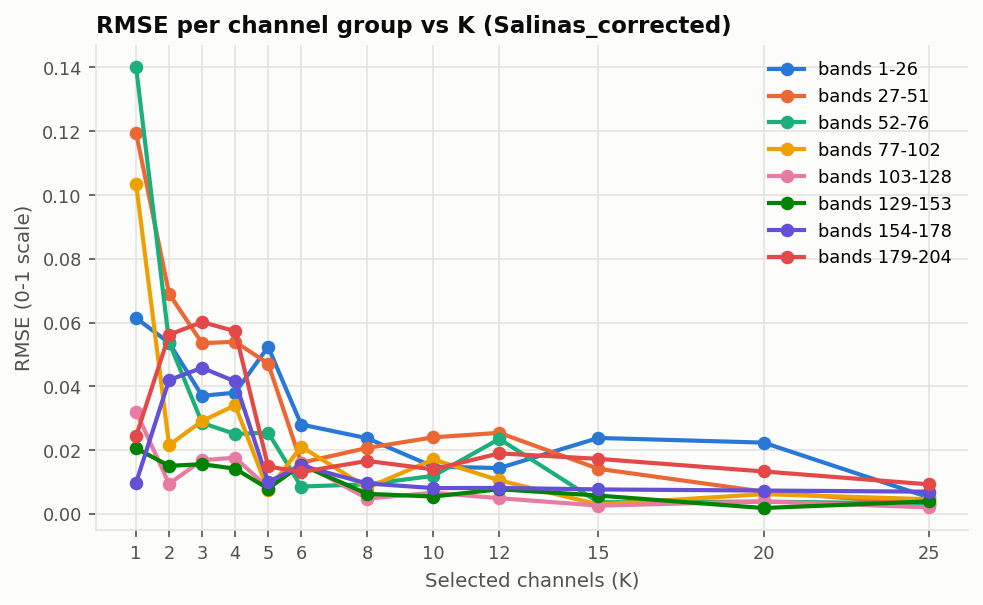 RMSE per channel group vs K (Salinas_corrected)
RMSE (0-1 scale)
0.14
0.12
0.10
0.08
0.06
0.04
0.02
0.00
bands 1-26
bands 27-51
bands 52-76
bands 77-102
bands 103-128
bands 129-153
bands 154-178
bands 179-204
1 2 3 4 5 6 8 10 12 15 20 25
Selected channels (K)